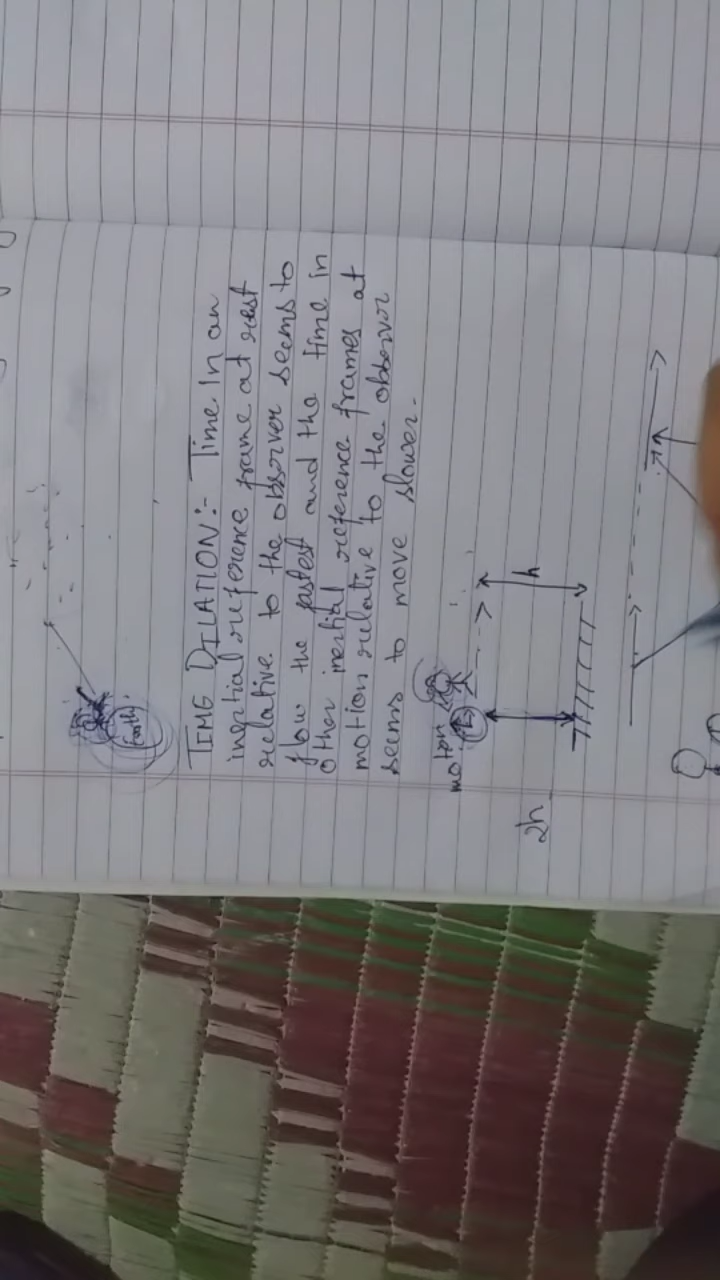 Earth
TIME DILATION:- Time in an
inertial reference frame at rest
relative to the observer seems to
flow the fastest and the time in
other inertial reference frames at
motion relative to the observor
seems to move slower.
motion
h
2h